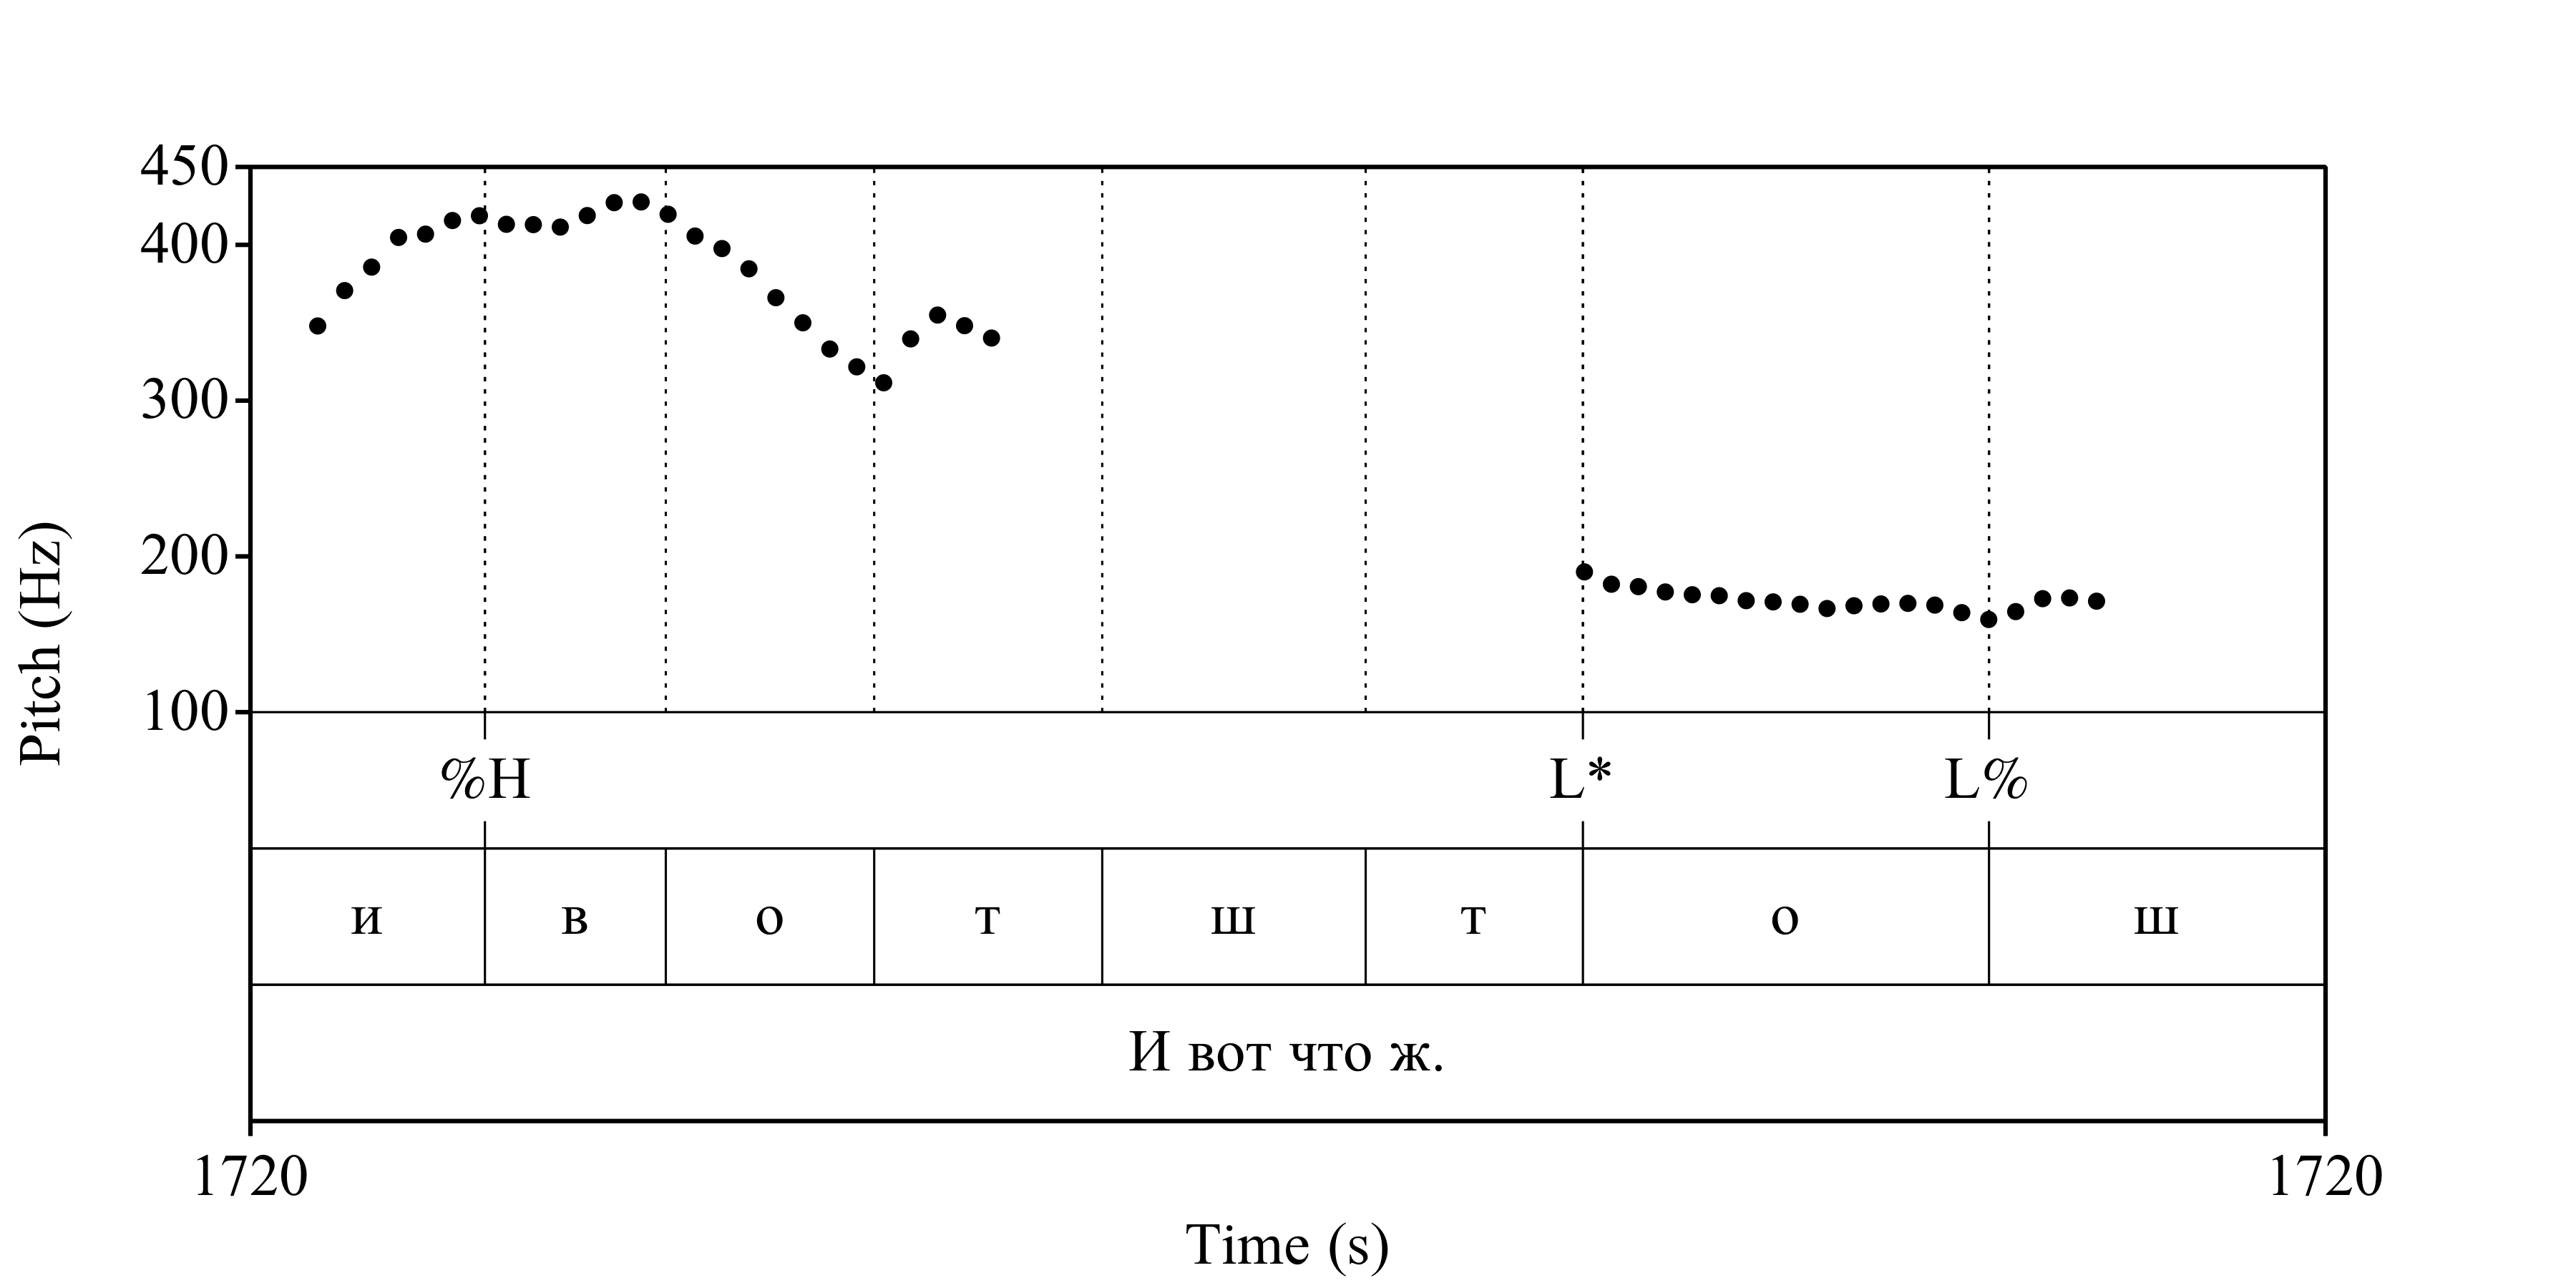 450
400
300
200
100
Pitch (Hz)
%H L* L%
и в о т ш т о ш
И вот что ж.
1720 1720
Time (s)